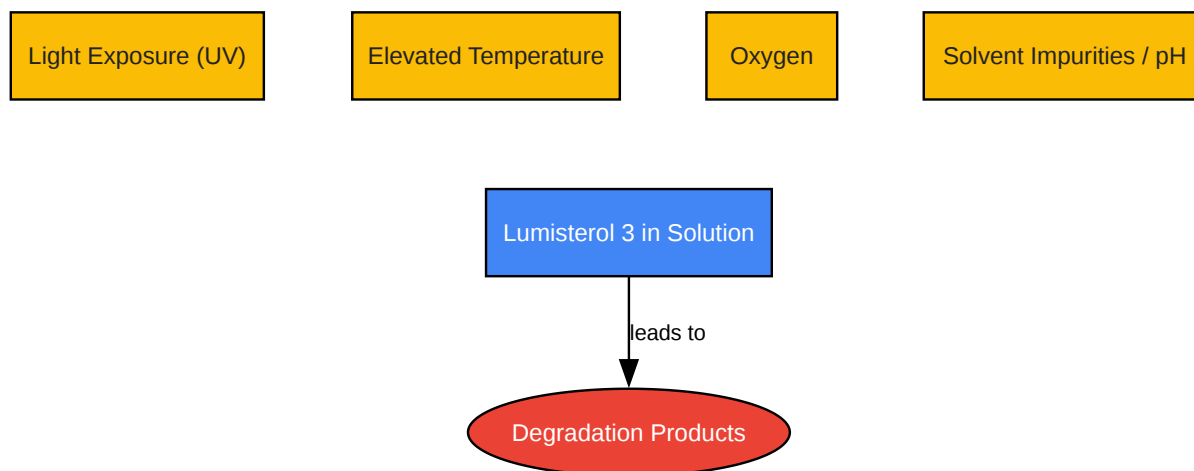 Light Exposure (UV)
Elevated Temperature
Oxygen
Solvent Impurities / pH
Lumisterol 3 in Solution
leads to
Degradation Products